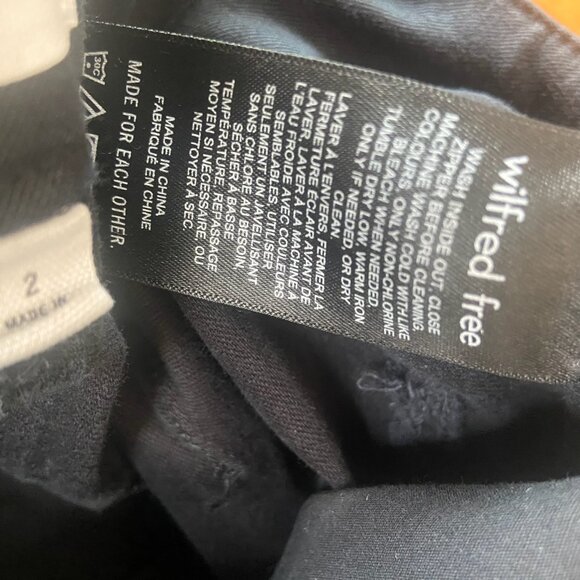 wilfred free
WASH INSIDE OUT. CLOSE
ZIPPER BEFORE CLEANING.
MACHINE WASH COLD WITH LIKE
COLOURS. ONLY NON-CHLORINE
BLEACH WHEN NEEDED.
TUMBLE DRY LOW, WARM IRON
ONLY IF NEEDED, OR DRY
CLEAN.
LAVER À L'ENVERS. FERMER LA
FERMETURE ÉCLAIR AVANT DE
LAVER. LAVER À LA MACHINE À
L'EAU FROIDE AVEC COULEURS
SEMBLABLES. UTILISER
SEULEMENT UN JAVELLISANT
SANS CHLORE AU BESOIN.
SÉCHER À BASSE
TEMPÉRATURE. REPASSAGE
MOYEN SI NÉCESSAIRE. OU
NETTOYER À SEC.
MADE IN CHINA
FABRIQUÉ EN CHINE
MADE FOR EACH OTHER.
30C
2
MADE IN